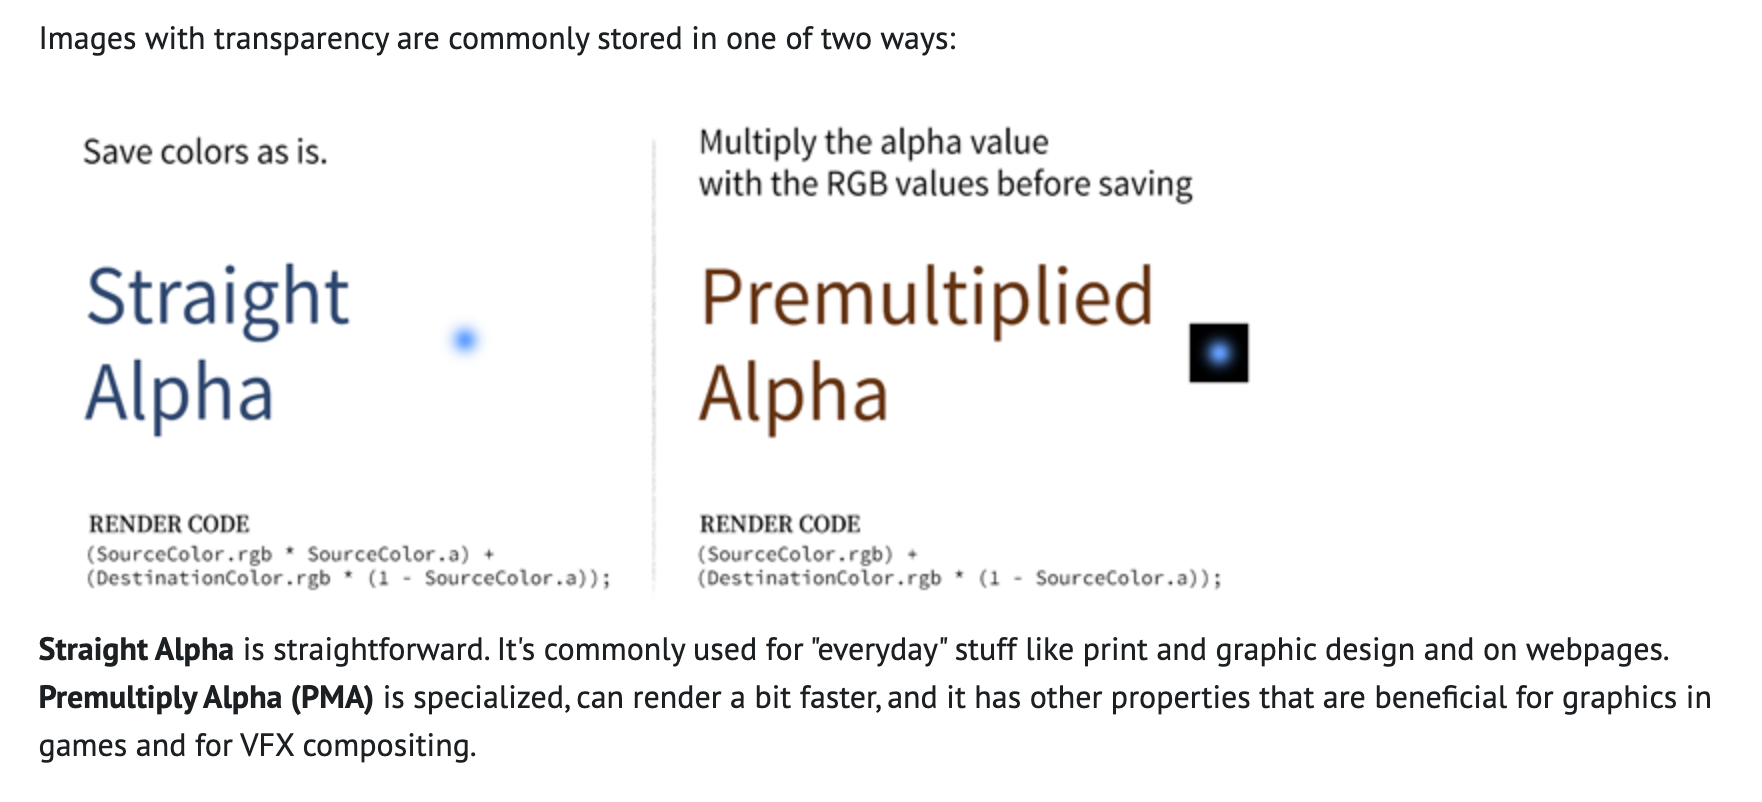 Images with transparency are commonly stored in one of two ways:
Save colors as is.
Straight
Alpha
RENDER CODE
(SourceColor.rgb * SourceColor.a) +
(DestinationColor.rgb * (1 - SourceColor.a));
Multiply the alpha value
with the RGB values before saving
Premultiplied
Alpha
RENDER CODE
(SourceColor.rgb) +
(DestinationColor.rgb * (1 - SourceColor.a));
Straight Alpha is straightforward. It's commonly used for "everyday" stuff like print and graphic design and on webpages.
Premultiply Alpha (PMA) is specialized, can render a bit faster, and it has other properties that are beneficial for graphics in
games and for VFX compositing.